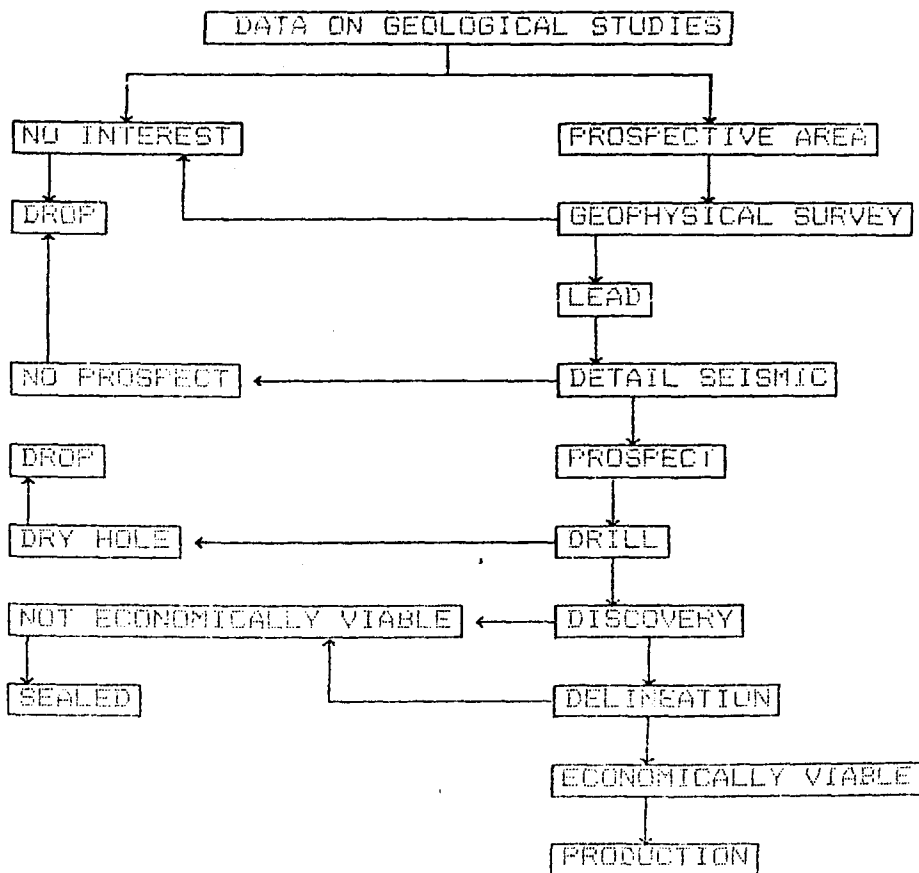 DATA ON GEOLOGICAL STUDIES
NO INTEREST
PROSPECTIVE AREA
DROP
GEOPHYSICAL SURVEY
LEAD
NO PROSPECT
DETAIL SEISMIC
DROP
PROSPECT
DRY HOLE
DRILL
NOT ECONOMICALLY VIABLE
DISCOVERY
SEALED
DELINEATION
ECONOMICALLY VIABLE
PRODUCTION